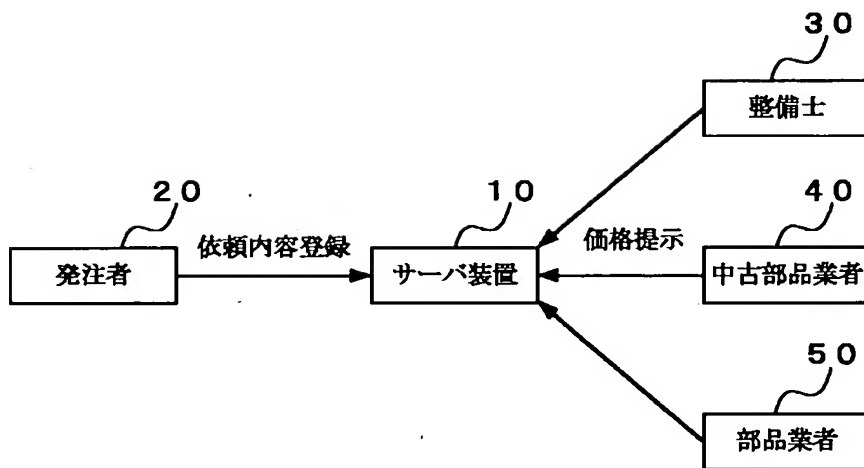 ３０
整備士
２０
１０
４０
依頼内容登録
価格提示
発注者
サーバ装置
中古部品業者
５０
部品業者